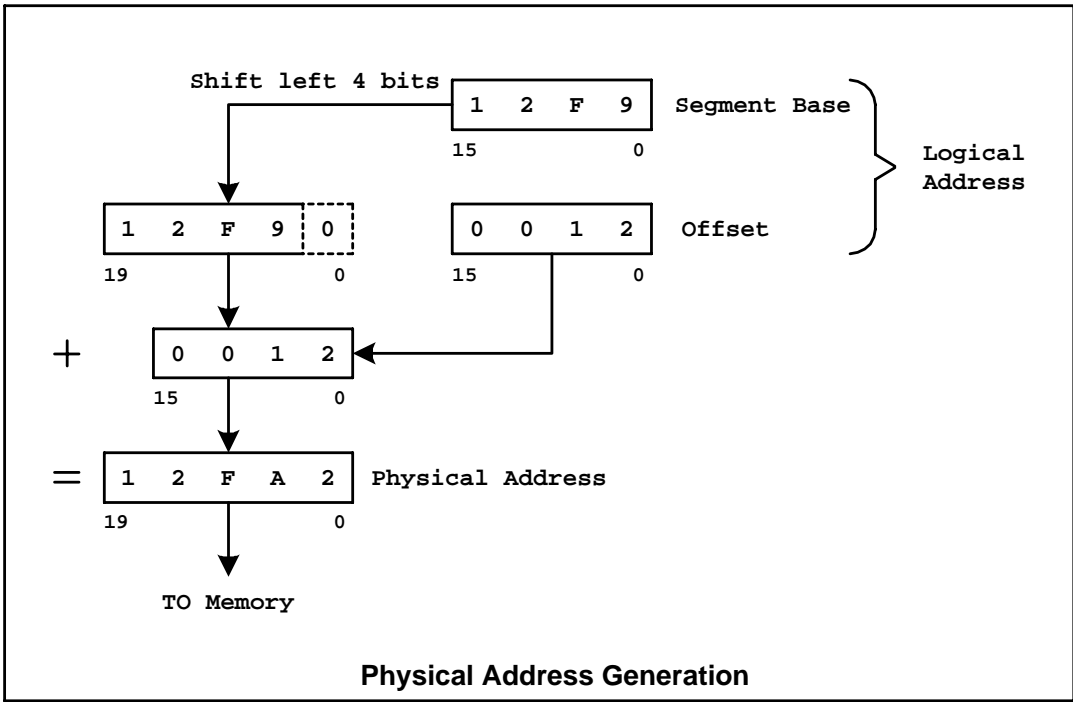 Shift left 4 bits
1 2 F 9 Segment Base
15 0
Logical
Address
1 2 F 9 0
0 0 1 2 Offset
19 0
15 0
+ 0 0 1 2
15 0
= 1 2 F A 2 Physical Address
19 0
TO Memory
Physical Address Generation